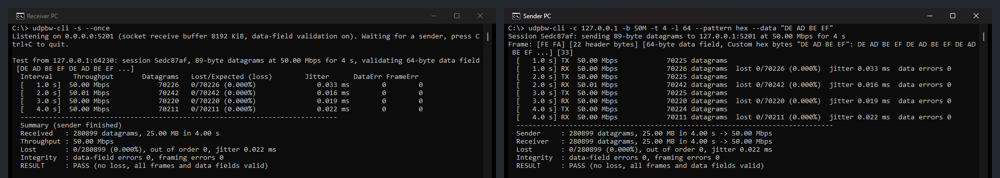 Receiver PC
C:\> udpbw-cli -s --once
Listening on 0.0.0.0:5201 (socket receive buffer 8192 KiB, data-field validation on). Waiting for a sender, press C
trl+C to quit.
Test from 127.0.0.1:64230: session 5edc87af, 89-byte datagrams at 50.00 Mbps for 4 s, validating 64-byte data field
[DE AD BE EF DE AD BE EF ...]
Interval Throughput Datagrams Lost/Expected (loss) Jitter DataErr FrameErr
[ 1.0 s] 50.00 Mbps 70226 0/70226 (0.000%) 0.033 ms 0 0
[ 2.0 s] 50.01 Mbps 70242 0/70242 (0.000%) 0.016 ms 0 0
[ 3.0 s] 50.00 Mbps 70220 0/70220 (0.000%) 0.019 ms 0 0
[ 4.0 s] 50.00 Mbps 70211 0/70211 (0.000%) 0.022 ms 0 0
------------------------------------------------------------------------------
Summary (sender finished)
Received : 280899 datagrams, 25.00 MB in 4.00 s
Throughput : 50.00 Mbps
Lost : 0/280899 (0.000%), out of order 0, jitter 0.022 ms
Integrity : data-field errors 0, framing errors 0
RESULT : PASS (no loss, all frames and data fields valid)
Sender PC
C:\> udpbw-cli -c 127.0.0.1 -b 50M -t 4 -l 64 --pattern hex --data "DE AD BE EF"
Session 5edc87af: sending 89-byte datagrams to 127.0.0.1:5201 at 50.00 Mbps for 4 s
Frame: [FE FA] [22 header bytes] [64-byte data field, Custom hex bytes "DE AD BE EF": DE AD BE EF DE AD BE EF DE AD
BE EF ...] [33]
[ 1.0 s] TX 50.00 Mbps 70225 datagrams
[ 1.0 s] RX 50.00 Mbps 70226 datagrams lost 0/70226 (0.000%) jitter 0.033 ms data errors 0
[ 2.0 s] TX 50.00 Mbps 70225 datagrams
[ 2.0 s] RX 50.01 Mbps 70242 datagrams lost 0/70242 (0.000%) jitter 0.016 ms data errors 0
[ 3.0 s] TX 50.00 Mbps 70225 datagrams
[ 3.0 s] RX 50.00 Mbps 70220 datagrams lost 0/70220 (0.000%) jitter 0.019 ms data errors 0
[ 4.0 s] TX 50.00 Mbps 70224 datagrams
[ 4.0 s] RX 50.00 Mbps 70211 datagrams lost 0/70211 (0.000%) jitter 0.022 ms data errors 0
------------------------------------------------------------------------------
Sender : 280899 datagrams, 25.00 MB in 4.00 s -> 50.00 Mbps
Receiver : 280899 datagrams, 25.00 MB in 4.00 s -> 50.00 Mbps
Lost : 0/280899 (0.000%), out of order 0, jitter 0.022 ms
Integrity : data-field errors 0, framing errors 0
RESULT : PASS (no loss, all frames and data fields valid)